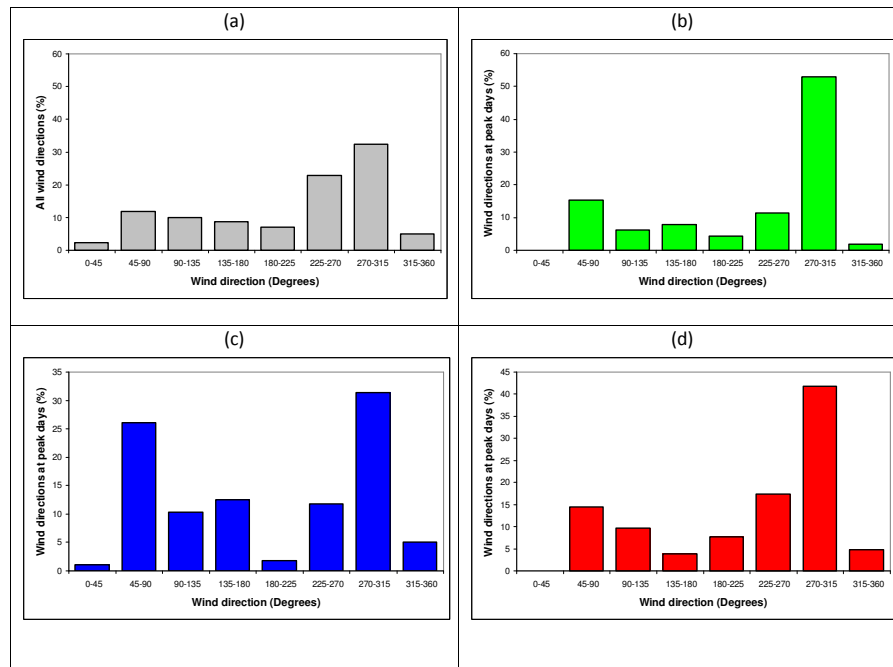 (a)
60
50
40
30
20
10
0
All wind directions (%)
0-45 45-90 90-135 135-180 180-225 225-270 270-315 315-360
Wind direction (Degrees)
(b)
60
50
40
30
20
10
0
Wind directions at peak days (%)
0-45 45-90 90-135 135-180 180-225 225-270 270-315 315-360
Wind direction (Degrees)
(c)
35
30
25
20
15
10
5
0
Wind directions at peak days (%)
0-45 45-90 90-135 135-180 180-225 225-270 270-315 315-360
Wind direction (Degrees)
(d)
45
40
35
30
25
20
15
10
5
0
Wind directions at peak days (%)
0-45 45-90 90-135 135-180 180-225 225-270 270-315 315-360
Wind direction (Degrees)